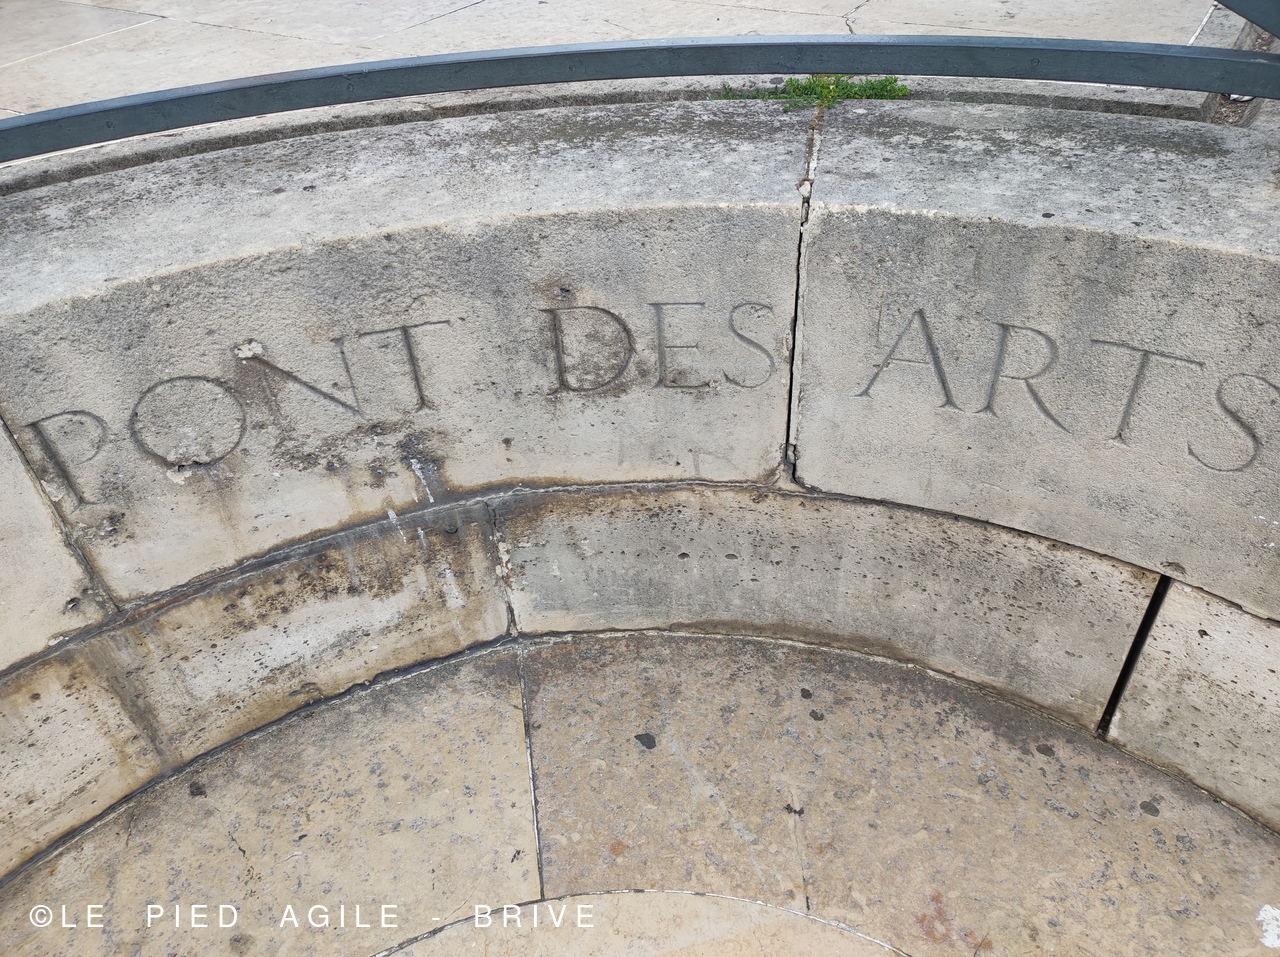 PONT DES ARTS
©LE PIED AGILE - BRIVE